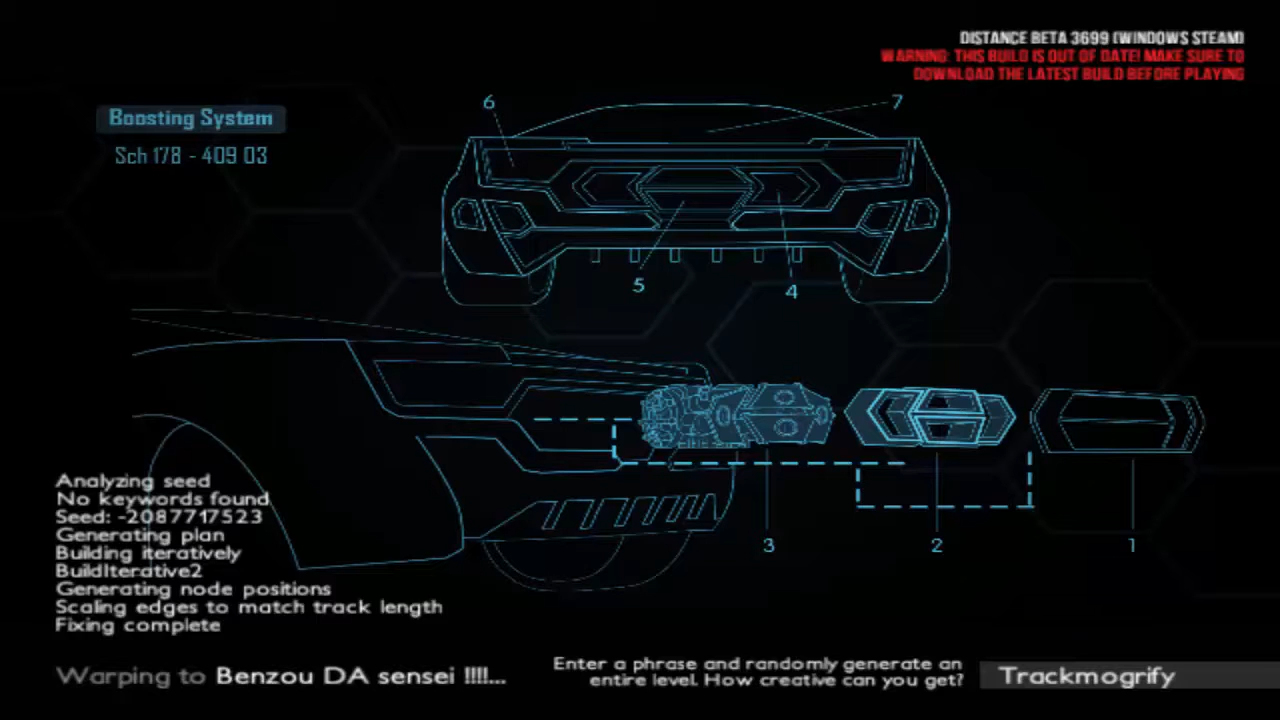 DISTANCE BETA 3699 (WINDOWS STEAM)
WARNING: THIS BUILD IS OUT OF DATE! MAKE SURE TO
DOWNLOAD THE LATEST BUILD BEFORE PLAYING
Boosting System
Sch 178 - 409 03
6
7
5
4
3
2
1
Analyzing seed
No keywords found
Seed: -2087717523
Generating plan
Building iteratively
BuildIterative2
Generating node positions
Scaling edges to match track length
Fixing complete
Warping to Benzou DA sensei !!!!...
Enter a phrase and randomly generate an
entire level. How creative can you get?
Trackmogrify